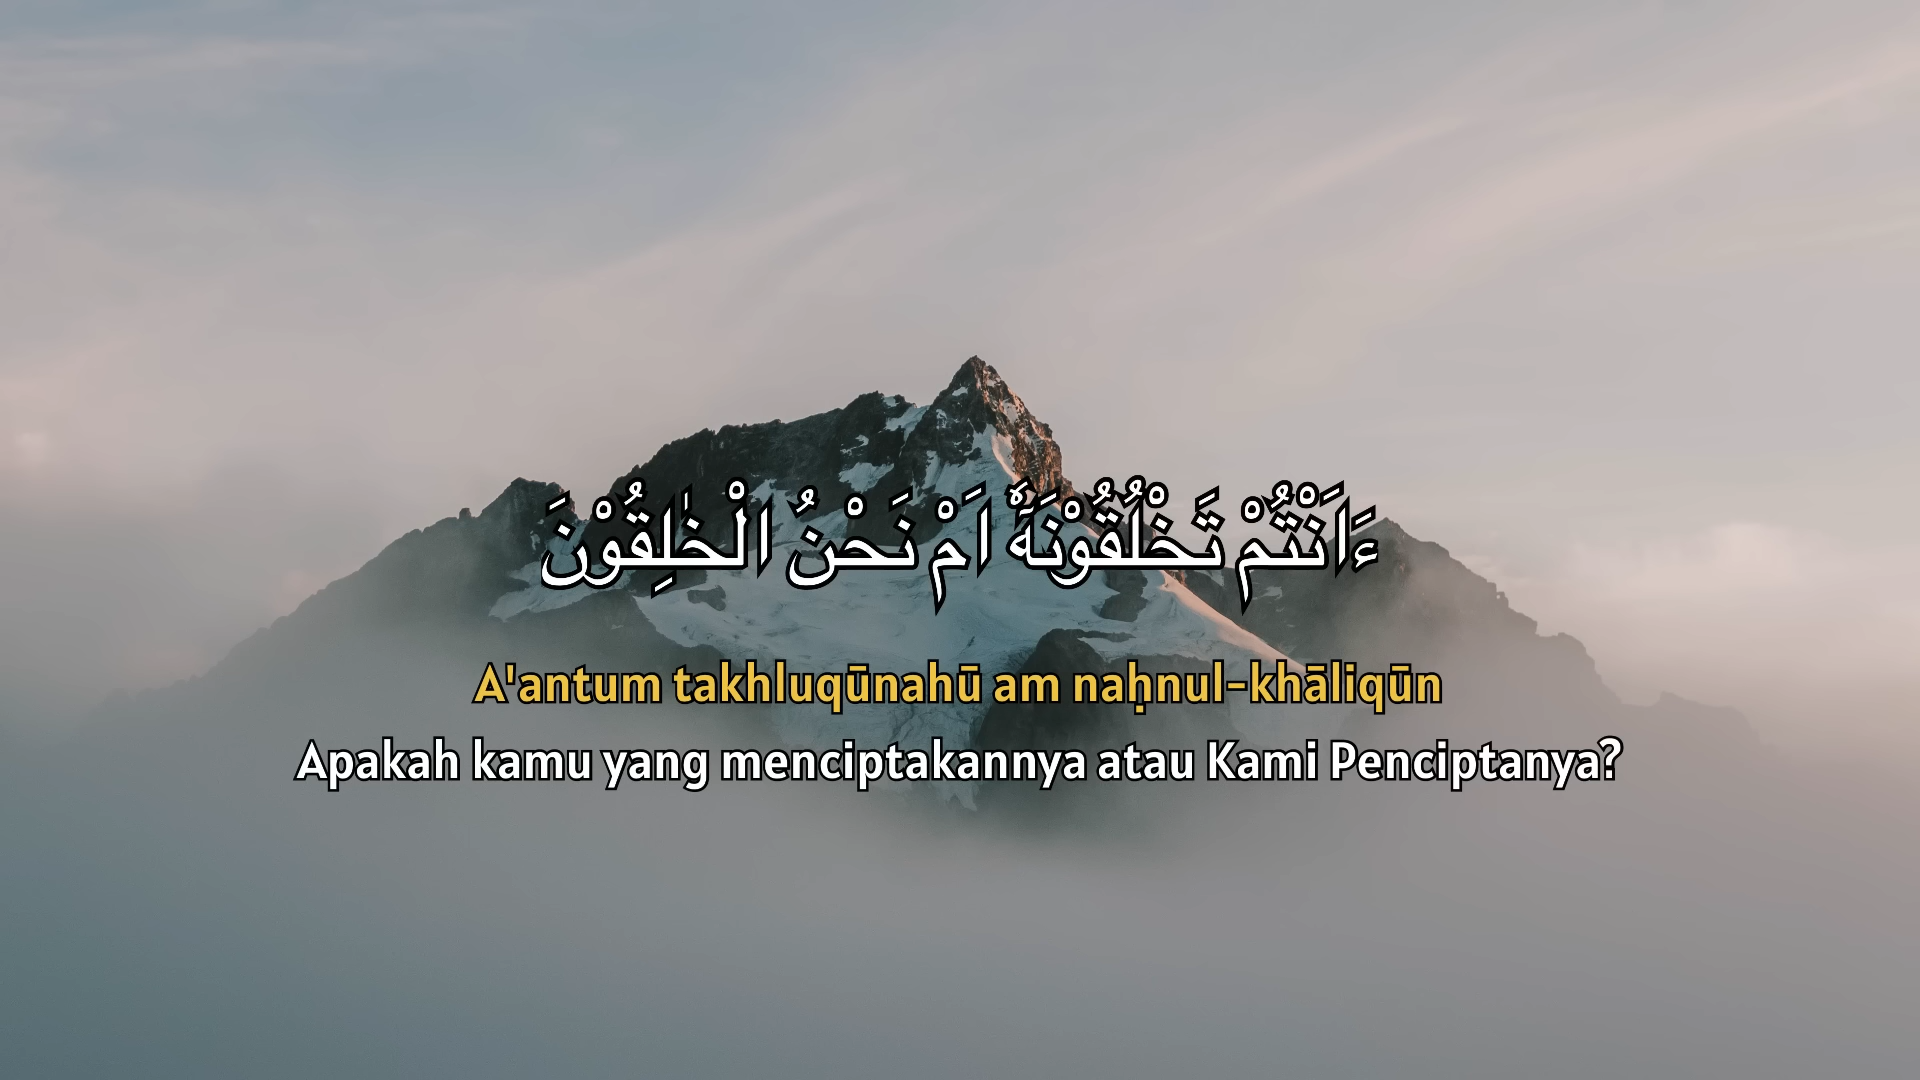 ءَاَنْتُمْ تَخْلُقُوْنَهٗٓ اَمْ نَحْنُ الْخٰلِقُوْنَ
A'antum takhluqūnahū am naḥnul-khāliqūn
Apakah kamu yang menciptakannya atau Kami Penciptanya?